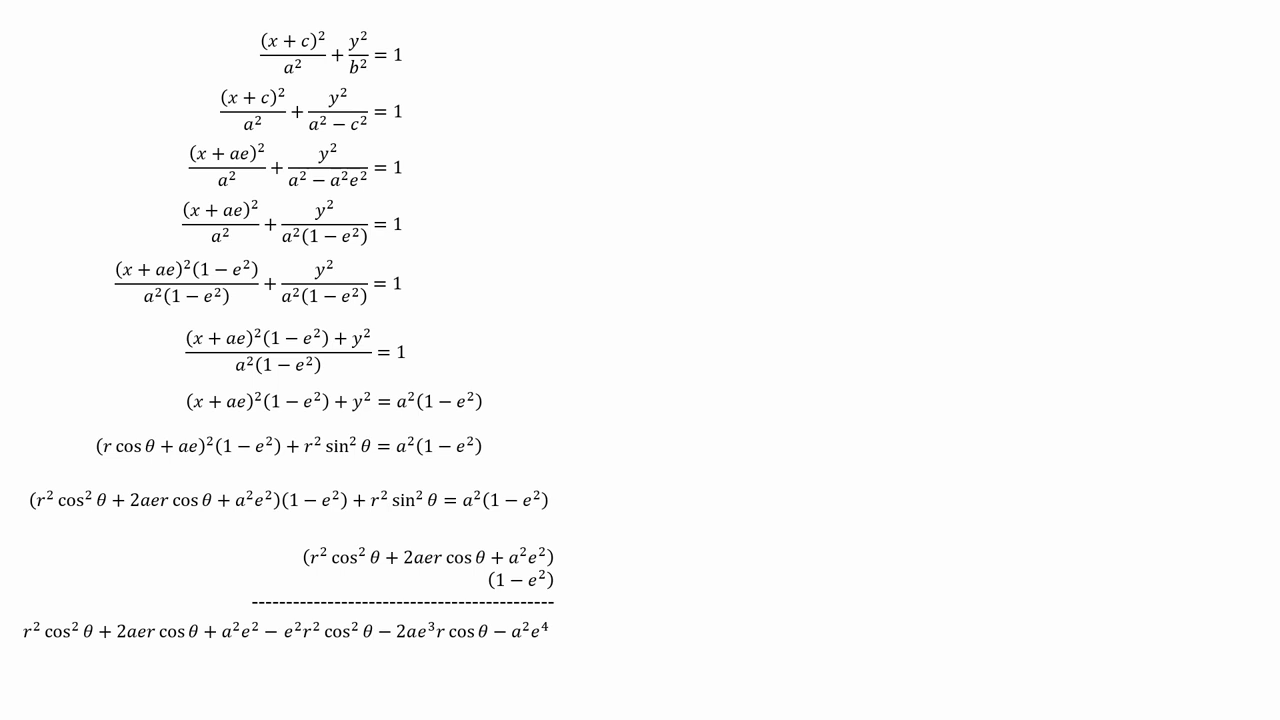 (x + c)²/a² + y²/b² = 1
(x + c)²/a² + y²/(a² − c²) = 1
(x + ae)²/a² + y²/(a² − a²e²) = 1
(x + ae)²/a² + y²/(a²(1 − e²)) = 1
(x + ae)²(1 − e²)/(a²(1 − e²)) + y²/(a²(1 − e²)) = 1
((x + ae)²(1 − e²) + y²)/(a²(1 − e²)) = 1
(x + ae)²(1 − e²) + y² = a²(1 − e²)
(r cos θ + ae)²(1 − e²) + r² sin² θ = a²(1 − e²)
(r² cos² θ + 2aer cos θ + a²e²)(1 − e²) + r² sin² θ = a²(1 − e²)
(r² cos² θ + 2aer cos θ + a²e²)
(1 − e²)
--------------------------------------------
r² cos² θ + 2aer cos θ + a²e² − e²r² cos² θ − 2ae³r cos θ − a²e⁴